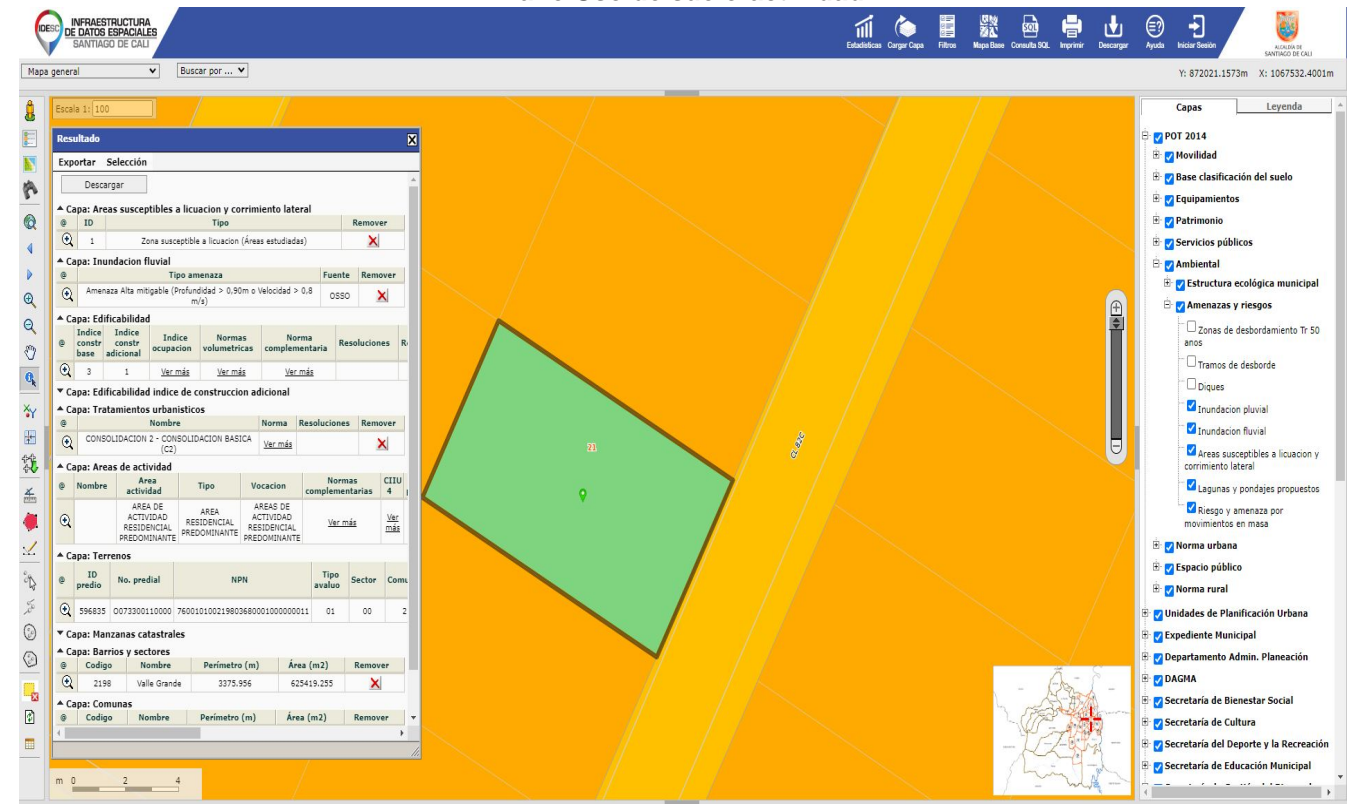 INFRAESTRUCTURA
IDESC DE DATOS ESPACIALES
SANTIAGO DE CALI
Estadisticas Cargar Capa Filtros Mapa Base Consulta SQL Imprimir Descargar Ayuda Iniciar Sesión
ALCALDÍA DE
SANTIAGO DE CALI
Mapa general Buscar por ... Y: 872021.1573m X: 1067532.4001m
Escala 1: 100
Resultado
Exportar Selección
Descargar
Capa: Areas susceptibles a licuacion y corrimiento lateral
@ ID Tipo Remover
1 Zona susceptible a licuacion (Áreas estudiadas)
Capa: Inundacion fluvial
@ Tipo amenaza Fuente Remover
Amenaza Alta mitigable (Profundidad > 0,90m o Velocidad > 0,8
m/s) OSSO
Capa: Edificabilidad
@ Indice constr base Indice constr adicional Indice ocupacion Normas volumetricas Norma complementaria Resoluciones
3 1 Ver más Ver más Ver más
Capa: Edificabilidad indice de construccion adicional
Capa: Tratamientos urbanisticos
@ Nombre Norma Resoluciones Remover
CONSOLIDACION 2 - CONSOLIDACION BASICA
(C2) Ver más
Capa: Areas de actividad
@ Nombre Area actividad Tipo Vocacion Normas complementarias CIIU 4
AREA DE ACTIVIDAD RESIDENCIAL PREDOMINANTE AREA RESIDENCIAL PREDOMINANTE AREAS DE ACTIVIDAD RESIDENCIAL PREDOMINANTE Ver más Ver más
Capa: Terrenos
@ ID predio No. predial NPN Tipo avaluo Sector Comu
596835 O073300110000 760010100219803680001000000011 01 00 2
Capa: Manzanas catastrales
Capa: Barrios y sectores
@ Codigo Nombre Perímetro (m) Área (m2) Remover
2198 Valle Grande 3375.956 625419.255
Capa: Comunas
@ Codigo Nombre Perímetro (m) Área (m2) Remover
m 0 2 4
21
CL 82C
Capas Leyenda
POT 2014
Movilidad
Base clasificación del suelo
Equipamientos
Patrimonio
Servicios públicos
Ambiental
Estructura ecológica municipal
Amenazas y riesgos
Zonas de desbordamiento Tr 50
anos
Tramos de desborde
Diques
Inundacion pluvial
Inundacion fluvial
Areas susceptibles a licuacion y
corrimiento lateral
Lagunas y pondajes propuestos
Riesgo y amenaza por
movimientos en masa
Norma urbana
Espacio público
Norma rural
Unidades de Planificación Urbana
Expediente Municipal
Departamento Admin. Planeación
DAGMA
Secretaría de Bienestar Social
Secretaría de Cultura
Secretaría del Deporte y la Recreación
Secretaría de Educación Municipal